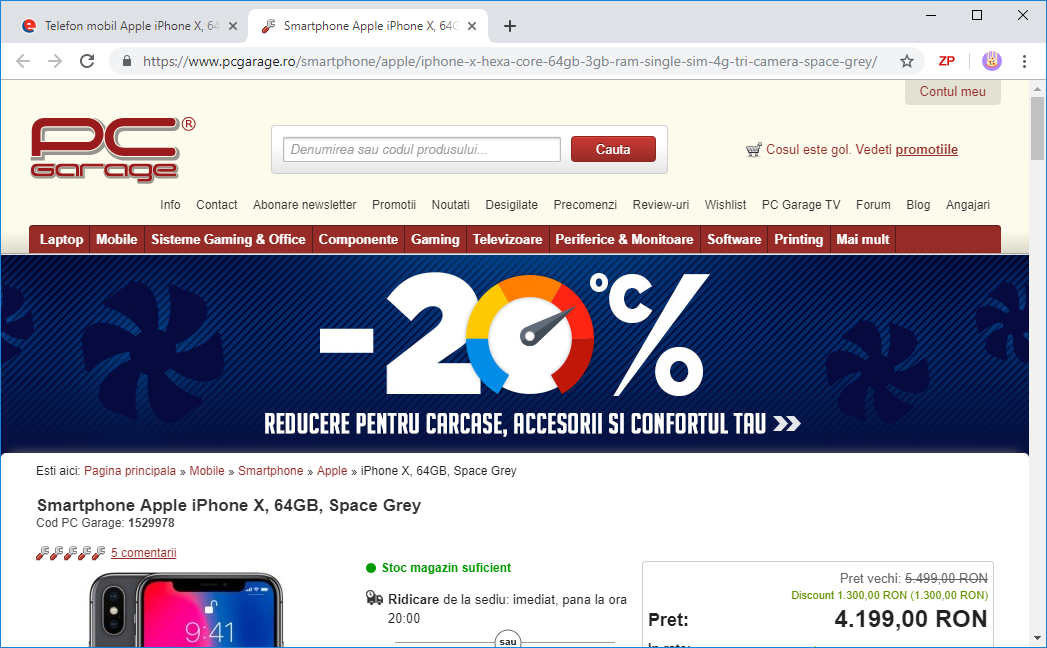 Telefon mobil Apple iPhone X, 64
Smartphone Apple iPhone X, 64G
https://www.pcgarage.ro/smartphone/apple/iphone-x-hexa-core-64gb-3gb-ram-single-sim-4g-tri-camera-space-grey/
ZP
Contul meu
PC Garage ®
Denumirea sau codul produsului...
Cauta
Cosul este gol. Vedeti promotiile
Info Contact Abonare newsletter Promotii Noutati Desigilate Precomenzi Review-uri Wishlist PC Garage TV Forum Blog Angajari
Laptop Mobile Sisteme Gaming & Office Componente Gaming Televizoare Periferice & Monitoare Software Printing Mai mult
-20°C/%
REDUCERE PENTRU CARCASE, ACCESORII SI CONFORTUL TAU »
Esti aici: Pagina principala » Mobile » Smartphone » Apple » iPhone X, 64GB, Space Grey
Smartphone Apple iPhone X, 64GB, Space Grey
Cod PC Garage: 1529978
5 comentarii
Stoc magazin suficient
Ridicare de la sediu: imediat, pana la ora
20:00
sau
Pret vechi: 5.499,00 RON
Discount 1.300,00 RON (1.300,00 RON)
Pret: 4.199,00 RON
9:41